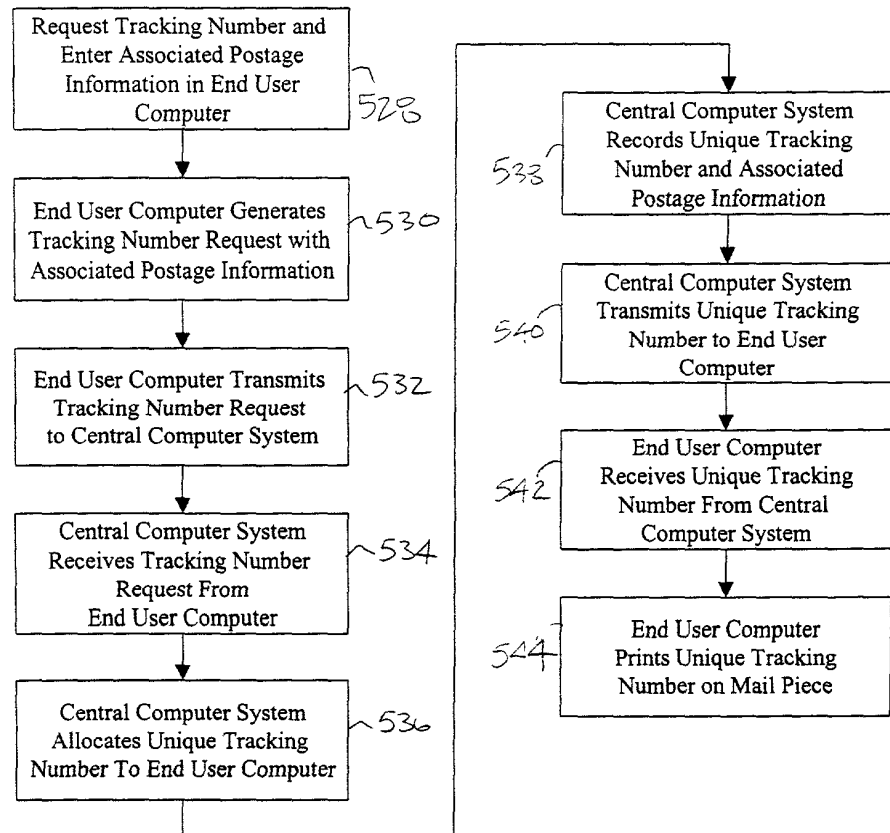 Request Tracking Number and
Enter Associated Postage
Information in End User
Computer
528
End User Computer Generates
Tracking Number Request with
Associated Postage Information
530
End User Computer Transmits
Tracking Number Request
to Central Computer System
532
Central Computer System
Receives Tracking Number
Request From
End User Computer
534
Central Computer System
Allocates Unique Tracking
Number To End User Computer
536
Central Computer System
Records Unique Tracking
Number and Associated
Postage Information
538
Central Computer System
Transmits Unique Tracking
Number to End User
Computer
540
End User Computer
Receives Unique Tracking
Number From Central
Computer System
542
End User Computer
Prints Unique Tracking
Number on Mail Piece
544